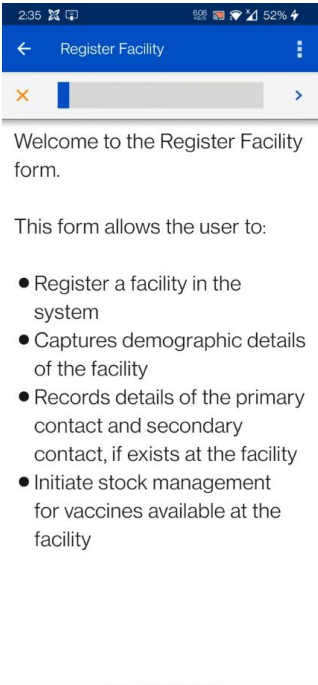 2:35 52%
Register Facility
Welcome to the Register Facility
form.
This form allows the user to:
● Register a facility in the
system
● Captures demographic details
of the facility
● Records details of the primary
contact and secondary
contact, if exists at the facility
● Initiate stock management
for vaccines available at the
facility